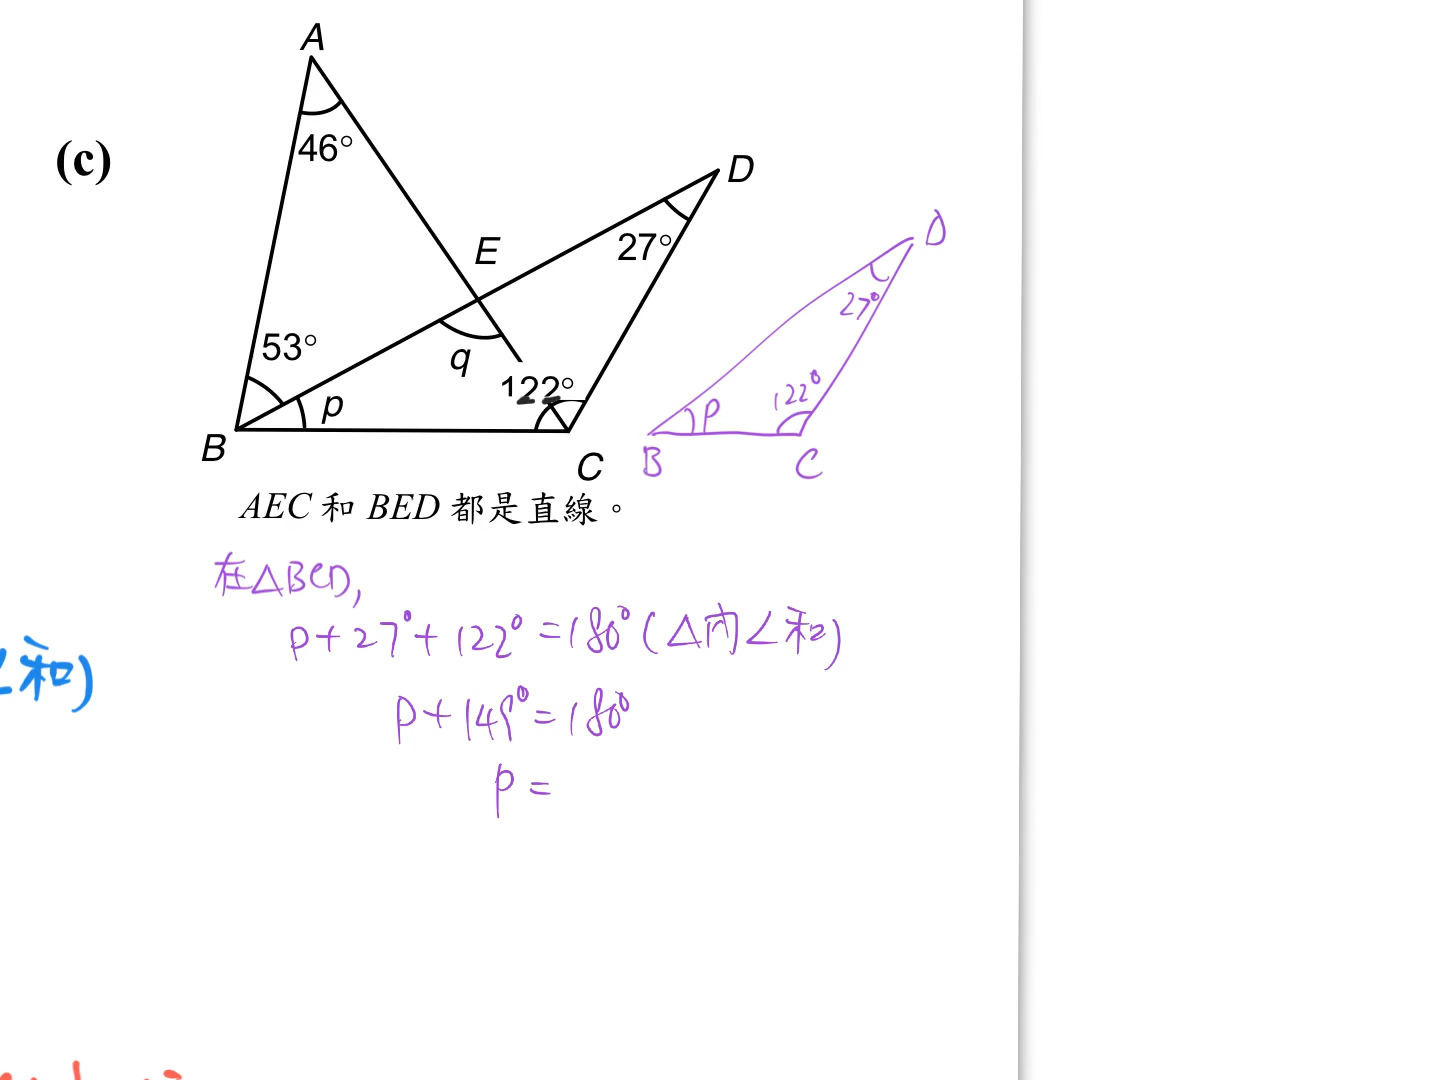 (c)
A
46°
D
E
27°
53°
q
122°
p
B
C
D
27°
122°
p
B
C
AEC 和 BED 都是直線。
在△BCD,
p+27°+122°=180°(△內∠和)
p+149°=180°
p=
∠和)